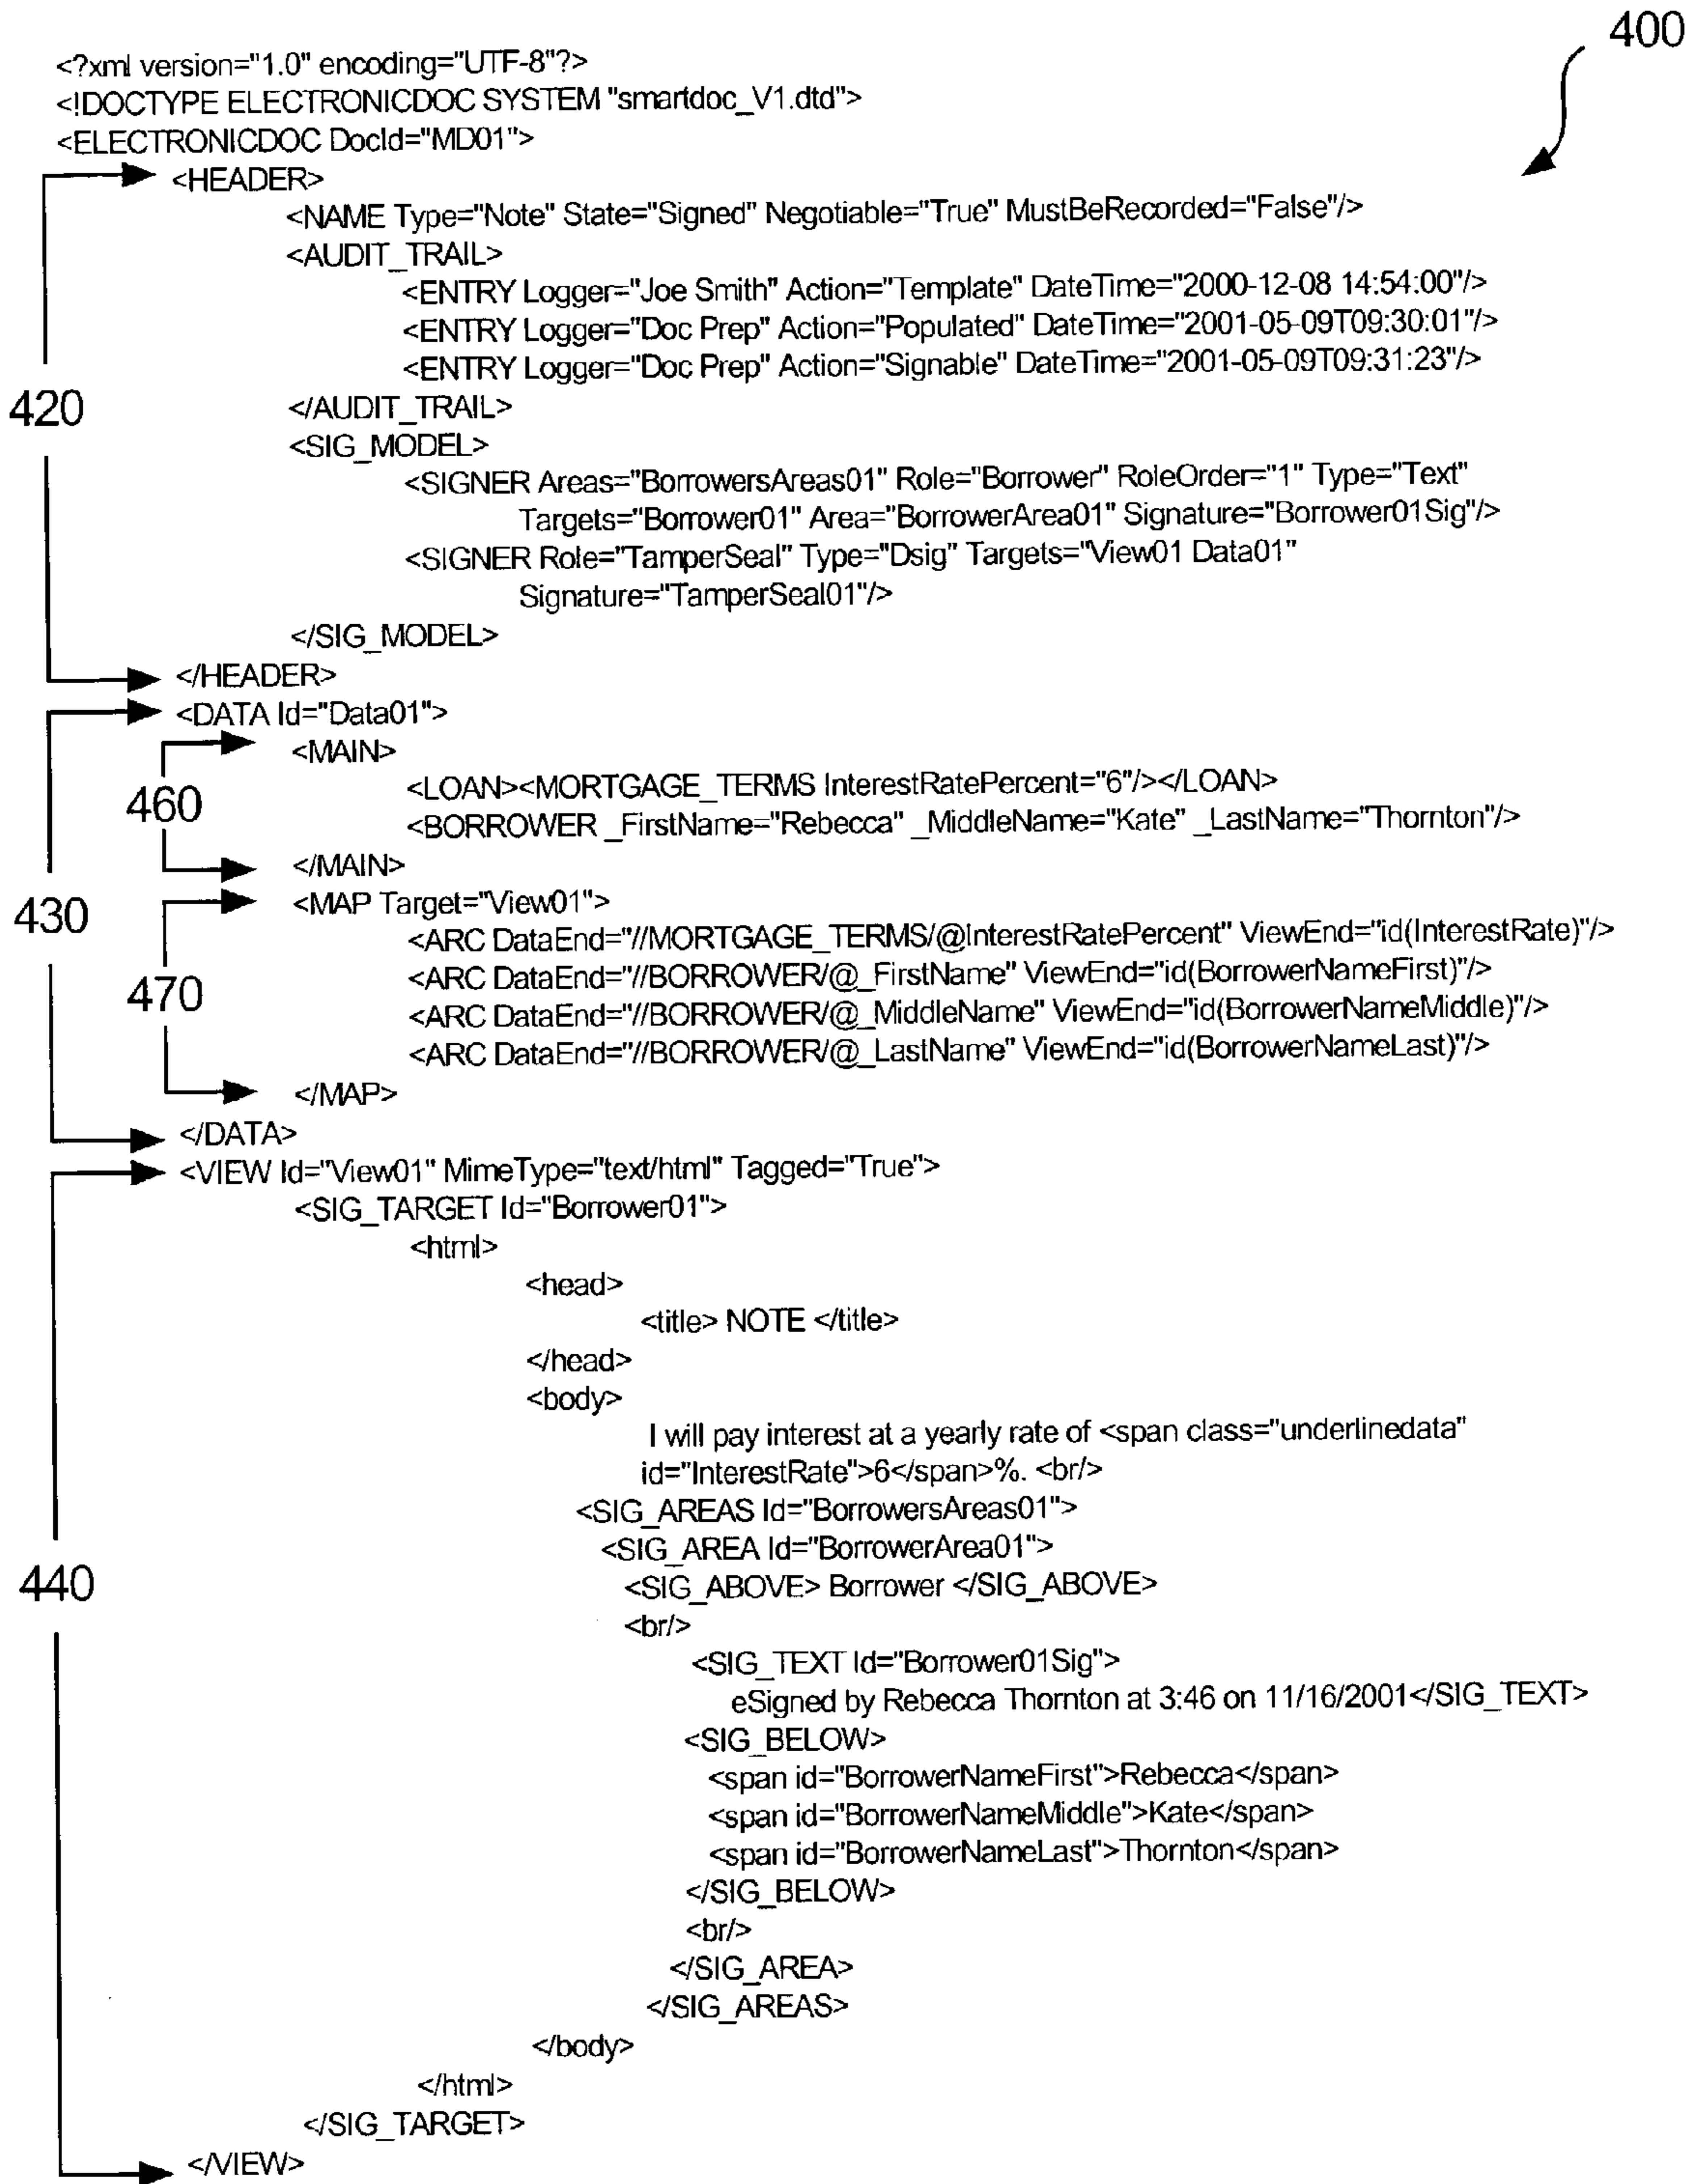 400
<?xml version="1.0" encoding="UTF-8"?>
<!DOCTYPE ELECTRONICDOC SYSTEM "smartdoc_V1.dtd">
<ELECTRONICDOC DocId="MD01">
<HEADER>
<NAME Type="Note" State="Signed" Negotiable="True" MustBeRecorded="False"/>
<AUDIT_TRAIL>
<ENTRY Logger="Joe Smith" Action="Template" DateTime="2000-12-08 14:54:00"/>
<ENTRY Logger="Doc Prep" Action="Populated" DateTime="2001-05-09T09:30:01"/>
<ENTRY Logger="Doc Prep" Action="Signable" DateTime="2001-05-09T09:31:23"/>
420
</AUDIT_TRAIL>
<SIG_MODEL>
<SIGNER Areas="BorrowersAreas01" Role="Borrower" RoleOrder="1" Type="Text"
Targets="Borrower01" Area="BorrowerArea01" Signature="Borrower01Sig"/>
<SIGNER Role="TamperSeal" Type="Dsig" Targets="View01 Data01"
Signature="TamperSeal01"/>
</SIG_MODEL>
</HEADER>
<DATA Id="Data01">
<MAIN>
<LOAN><MORTGAGE_TERMS InterestRatePercent="6"/></LOAN>
460
<BORROWER _FirstName="Rebecca" _MiddleName="Kate" _LastName="Thornton"/>
</MAIN>
<MAP Target="View01">
430
<ARC DataEnd="//MORTGAGE_TERMS/@InterestRatePercent" ViewEnd="id(InterestRate)"/>
<ARC DataEnd="//BORROWER/@_FirstName" ViewEnd="id(BorrowerNameFirst)"/>
470
<ARC DataEnd="//BORROWER/@_MiddleName" ViewEnd="id(BorrowerNameMiddle)"/>
<ARC DataEnd="//BORROWER/@_LastName" ViewEnd="id(BorrowerNameLast)"/>
</MAP>
</DATA>
<VIEW Id="View01" MimeType="text/html" Tagged="True">
<SIG_TARGET Id="Borrower01">
<html>
<head>
<title> NOTE </title>
</head>
<body>
I will pay interest at a yearly rate of <span class="underlinedata"
id="InterestRate">6</span>%. <br/>
<SIG_AREAS Id="BorrowersAreas01">
<SIG_AREA Id="BorrowerArea01">
440
<SIG_ABOVE> Borrower </SIG_ABOVE>
<br/>
<SIG_TEXT Id="Borrower01Sig">
eSigned by Rebecca Thornton at 3:46 on 11/16/2001</SIG_TEXT>
<SIG_BELOW>
<span id="BorrowerNameFirst">Rebecca</span>
<span id="BorrowerNameMiddle">Kate</span>
<span id="BorrowerNameLast">Thornton</span>
</SIG_BELOW>
<br/>
</SIG_AREA>
</SIG_AREAS>
</body>
</html>
</SIG_TARGET>
</VIEW>